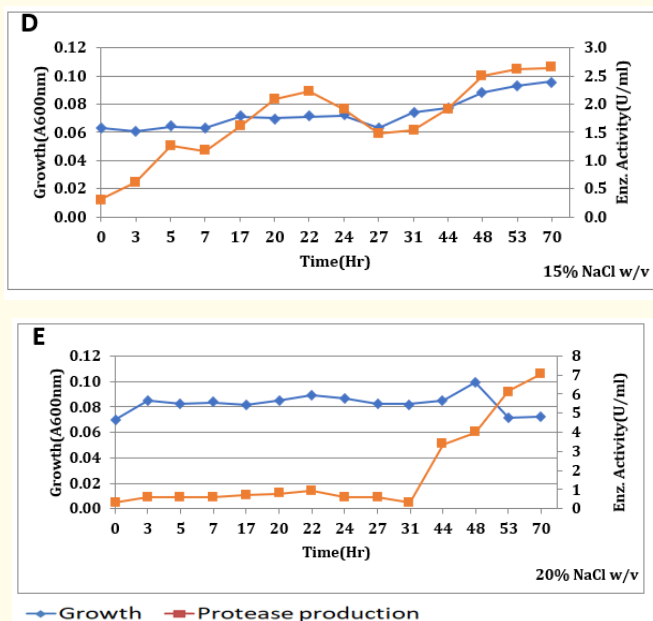 D
0.12 3.0
0.10 2.5
0.08 2.0
0.06 1.5
0.04 1.0
0.02 0.5
0.00 0.0
Growth(A600nm)
Enz. Activity(U/ml)
0 3 5 7 17 20 22 24 27 31 44 48 53 70
Time(Hr)
15% NaCl w/v
E
0.12 8
7
0.10 6
0.08 5
0.06 4
0.04 3
2
0.02 1
0.00 0
Growth(A600nm)
Enz. Activity(U/ml)
0 3 5 7 17 20 22 24 27 31 44 48 53 70
Time(Hr)
20% NaCl w/v
Growth Protease production